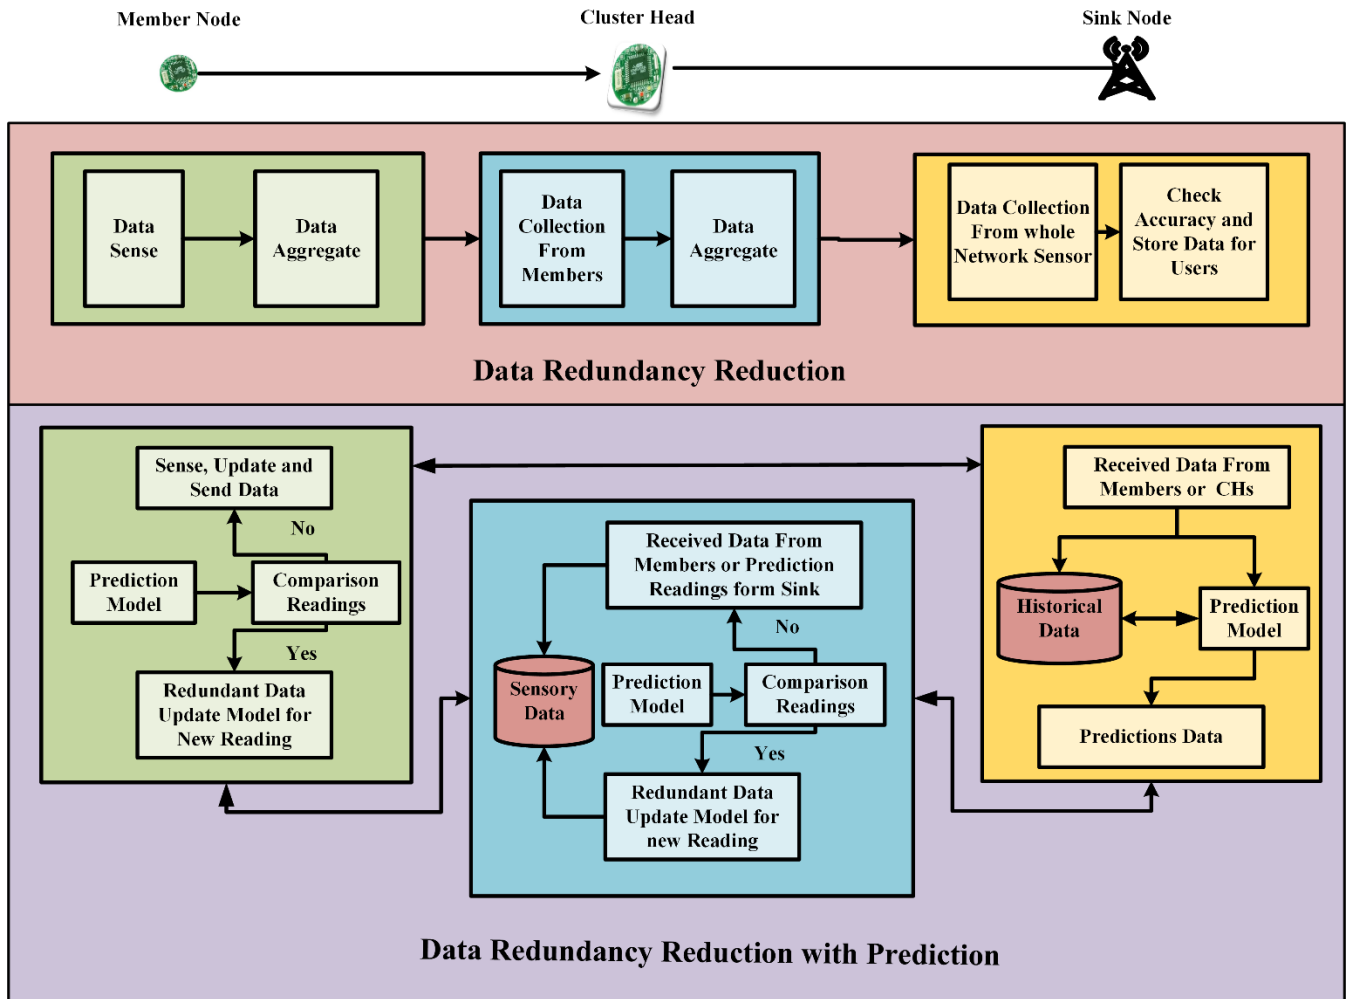 Member Node
Cluster Head
Sink Node
Data
Sense
Data
Aggregate
Data
Collection
From
Members
Data
Aggregate
Data Collection
From whole
Network Sensor
Check
Accuracy and
Store Data for
Users
Data Redundancy Reduction
Sense, Update and
Send Data
No
Prediction
Model
Comparison
Readings
Yes
Redundant Data
Update Model for
New Reading
Received Data From
Members or Prediction
Readings form Sink
No
Sensory
Data
Prediction
Model
Comparison
Readings
Yes
Redundant Data
Update Model for
new Reading
Received Data From
Members or CHs
Historical
Data
Prediction
Model
Predictions Data
Data Redundancy Reduction with Prediction